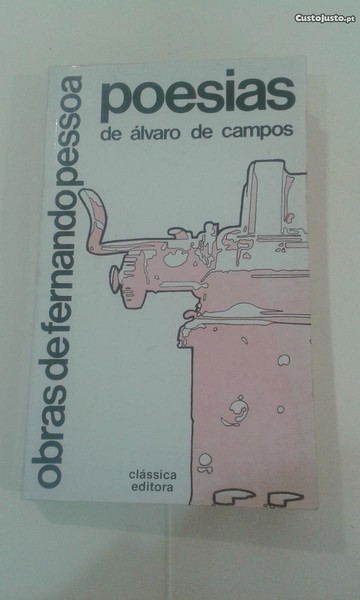 CustoJusto.pt
poesias
de álvaro de campos
obras de fernando pessoa
clássica
editora